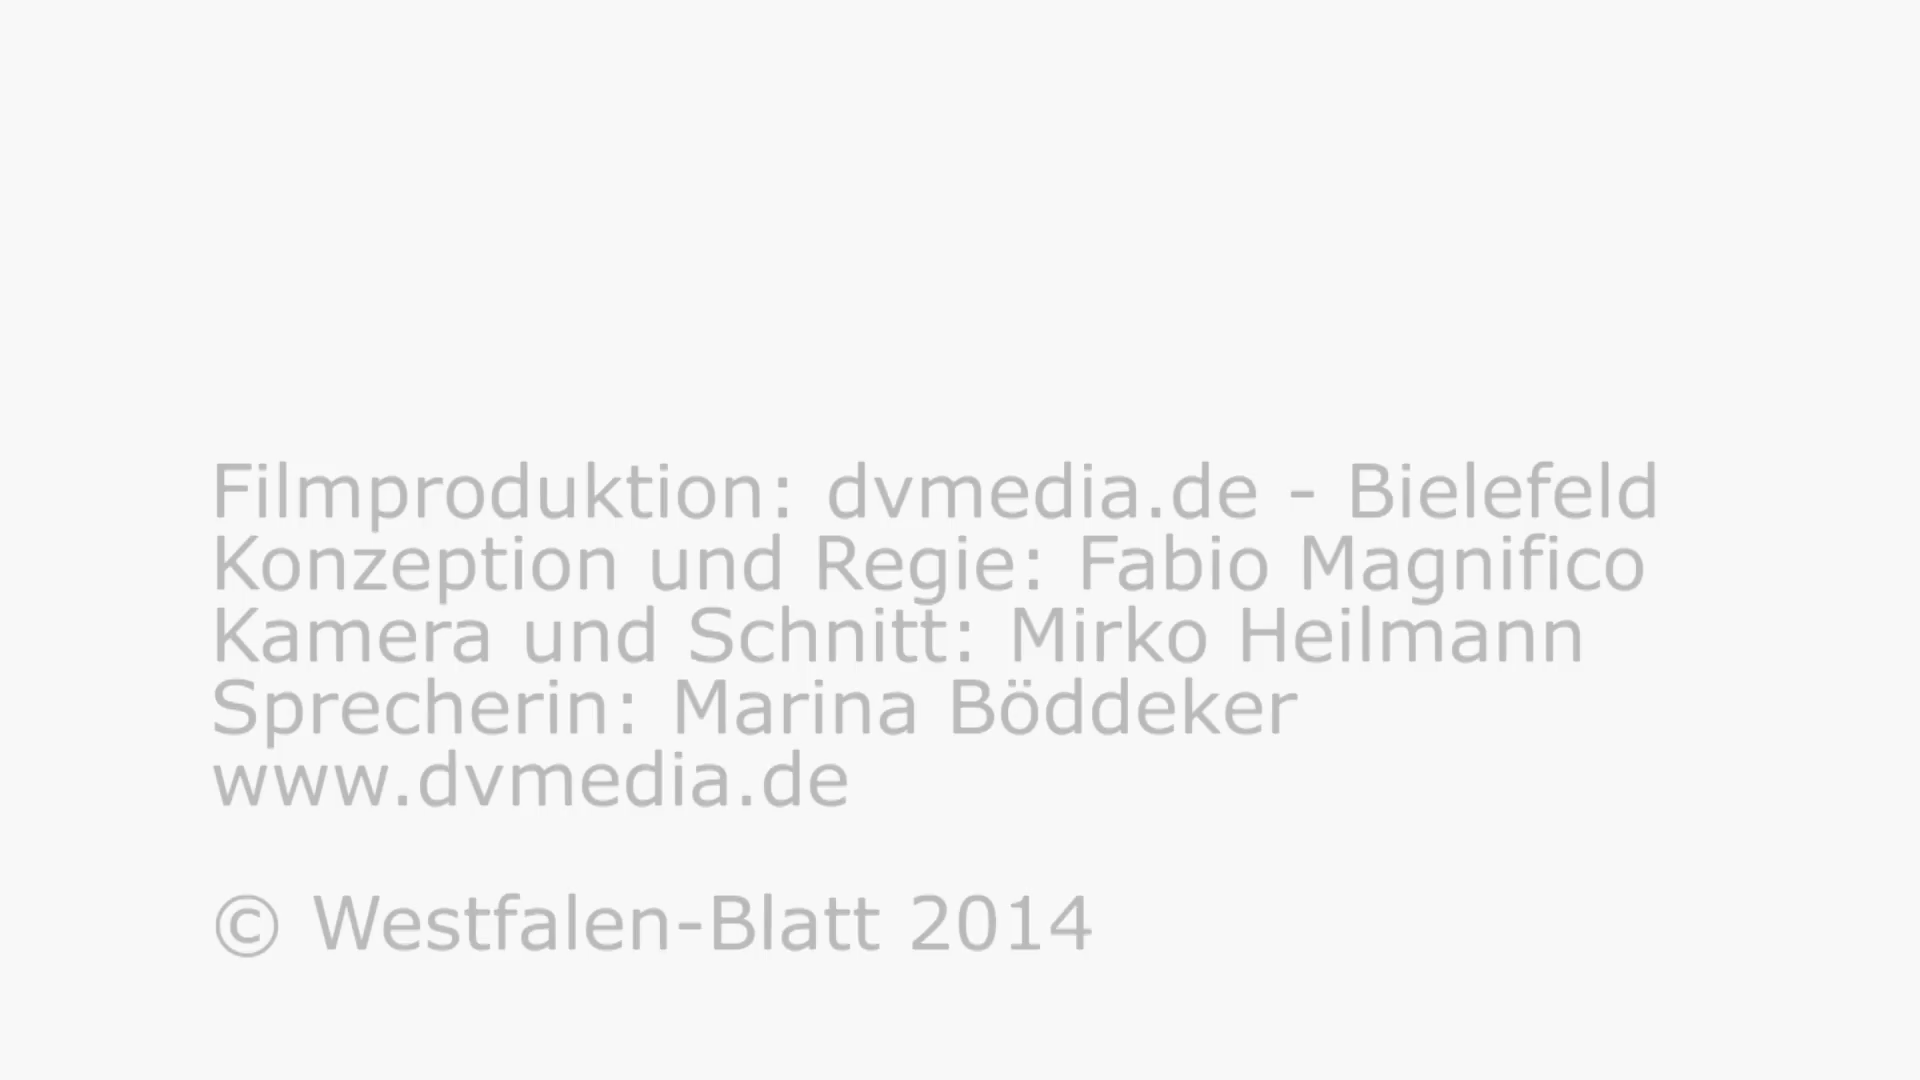 Filmproduktion: dvmedia.de - Bielefeld
Konzeption und Regie: Fabio Magnifico
Kamera und Schnitt: Mirko Heilmann
Sprecherin: Marina Böddeker
www.dvmedia.de
© Westfalen-Blatt 2014